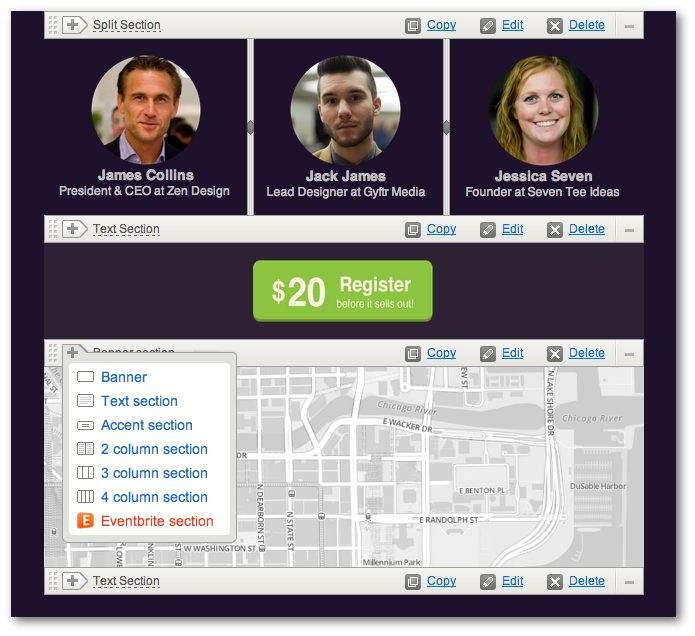 Split Section Copy Edit Delete
James Collins
President & CEO at Zen Design
Jack James
Lead Designer at Gyftr Media
Jessica Seven
Founder at Seven Tee Ideas
Text Section Copy Edit Delete
$20 Register
before it sells out!
Banner section Copy Edit Delete
Banner
Text section
Accent section
2 column section
3 column section
4 column section
E Eventbrite section
Chicago River
Chicago River
E WACKER DR
N LAKE SHORE DR
DR
E BENTON PL
DuSable Harbor
N DEARBORN ST
N STATE ST
E RANDOLPH ST
W WASHINGTON ST
Millennium Park
Text Section Copy Edit Delete